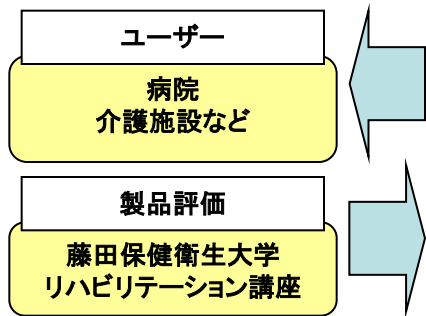 ユーザー
病院
介護施設など
製品評価
藤田保健衛生大学
リハビリテーション講座